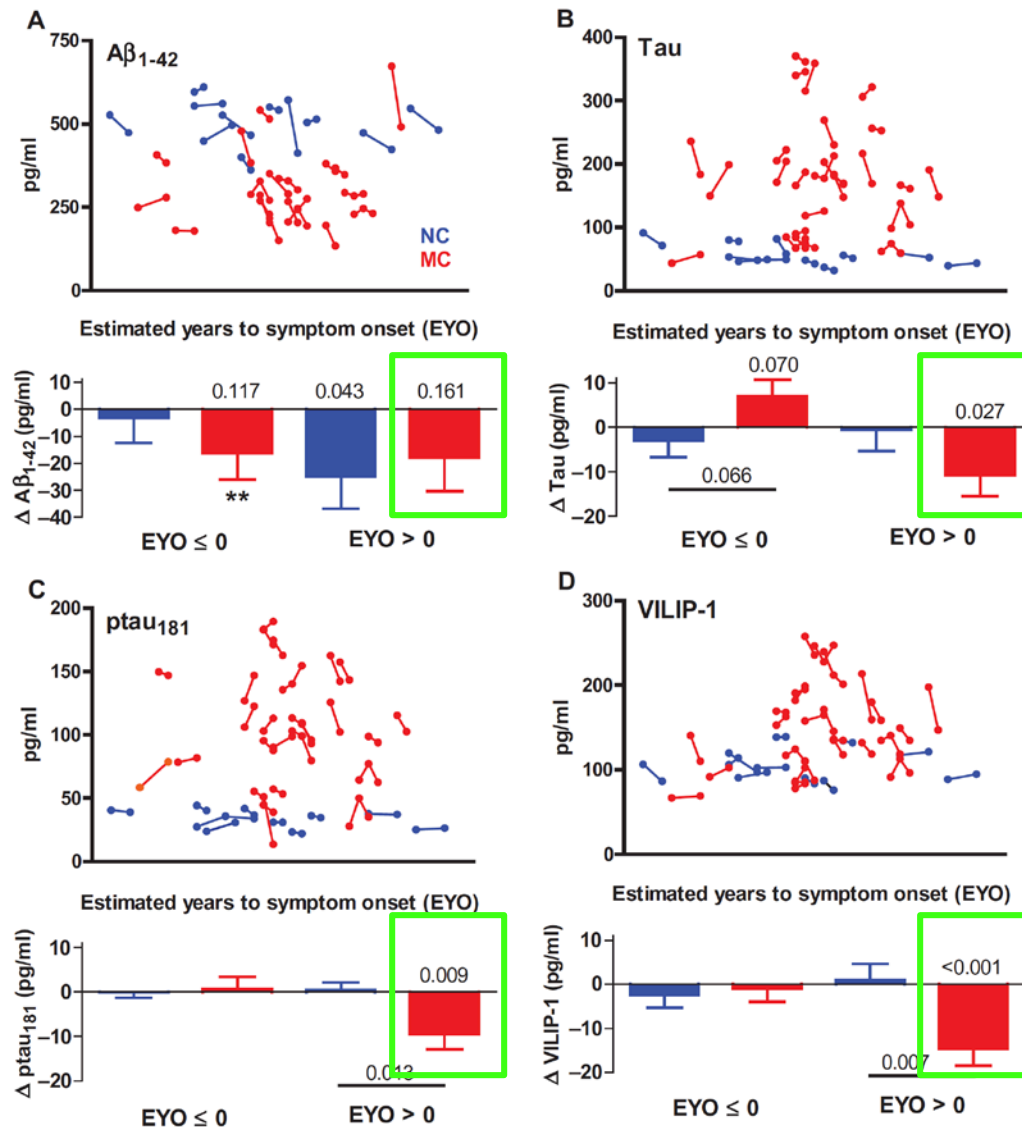 A
Aβ1-42
750
500
250
0
pg/ml
NC
MC
Estimated years to symptom onset (EYO)
Δ Aβ1-42 (pg/ml)
10
0
−10
−20
−30
−40
0.117
0.043
0.161
**
EYO ≤ 0
EYO > 0
B
Tau
400
300
200
100
0
pg/ml
Estimated years to symptom onset (EYO)
Δ Tau (pg/ml)
10
0
−10
−20
0.070
0.027
0.066
EYO ≤ 0
EYO > 0
C
ptau181
200
150
100
50
0
pg/ml
Estimated years to symptom onset (EYO)
Δ ptau181 (pg/ml)
10
0
−10
−20
0.009
0.013
EYO ≤ 0
EYO > 0
D
VILIP-1
300
200
100
0
pg/ml
Estimated years to symptom onset (EYO)
Δ VILIP-1 (pg/ml)
10
0
−10
−20
<0.001
0.007
EYO ≤ 0
EYO > 0